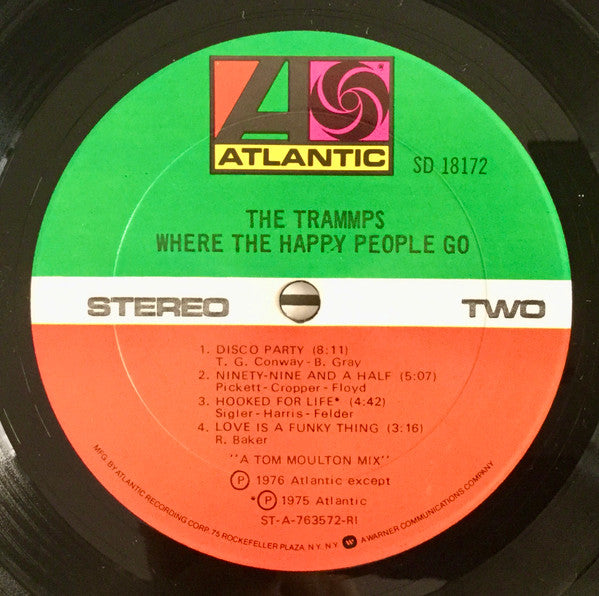 ATLANTIC
SD 18172
THE TRAMMPS
WHERE THE HAPPY PEOPLE GO
STEREO
TWO
1. DISCO PARTY (8:11)
T. G. Conway - B. Gray
2. NINETY-NINE AND A HALF (5:07)
Pickett - Cropper - Floyd
3. HOOKED FOR LIFE* (4:42)
Sigler - Harris - Felder
4. LOVE IS A FUNKY THING (3:16)
R. Baker
"A TOM MOULTON MIX"
Ⓟ 1976 Atlantic except
*Ⓟ 1975 Atlantic
ST-A-763572-RI
MFG. BY ATLANTIC RECORDING CORP. 75 ROCKEFELLER PLAZA. N.Y. N.Y. A WARNER COMMUNICATIONS COMPANY